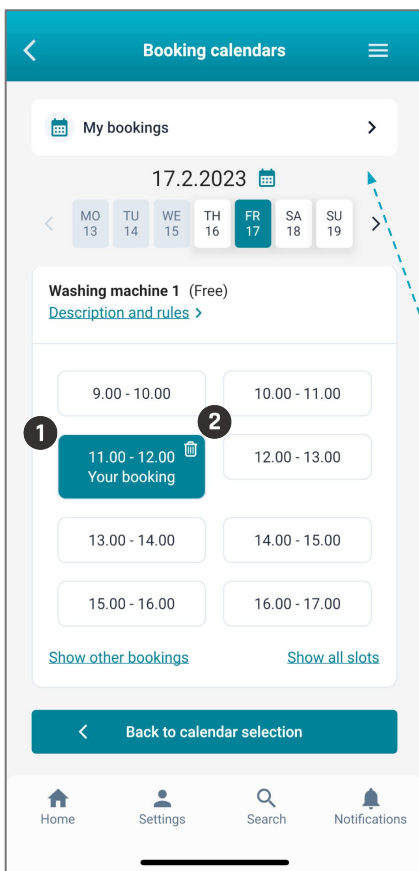 Booking calendars
My bookings
17.2.2023
MO TU WE TH FR SA SU
13 14 15 16 17 18 19
Washing machine 1 (Free)
Description and rules
9.00 - 10.00 10.00 - 11.00
1 2
11.00 - 12.00 12.00 - 13.00
Your booking
13.00 - 14.00 14.00 - 15.00
15.00 - 16.00 16.00 - 17.00
Show other bookings Show all slots
Back to calendar selection
Home Settings Search Notifications